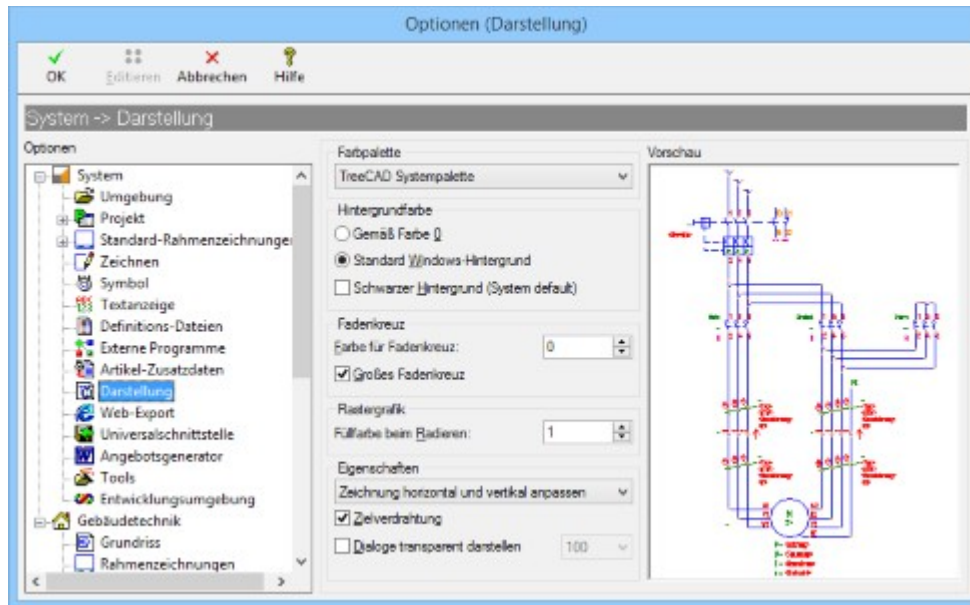 Optionen (Darstellung)
OK
Editieren
Abbrechen
Hilfe
System -> Darstellung
Optionen
System
Umgebung
Projekt
Standard-Rahmenzeichnunge
Zeichnen
Symbol
Textanzeige
Definitions-Dateien
Externe Programme
Artikel-Zusatzdaten
Darstellung
Web-Export
Universalschnittstelle
Angebotsgenerator
Tools
Entwicklungsumgebung
Gebäudetechnik
Grundriss
Rahmenzeichnungen
Farbpalette
TreeCAD Systempalette
Hintergrundfarbe
Gemäß Farbe 0
Standard Windows-Hintergrund
Schwarzer Hintergrund (System default)
Fadenkreuz
Farbe für Fadenkreuz: 0
Großes Fadenkreuz
Rastergrafik
Füllfarbe beim Radieren: 1
Eigenschaften
Zeichnung horizontal und vertikal anpassen
Zielverdrahtung
Dialoge transparent darstellen 100
Vorschau